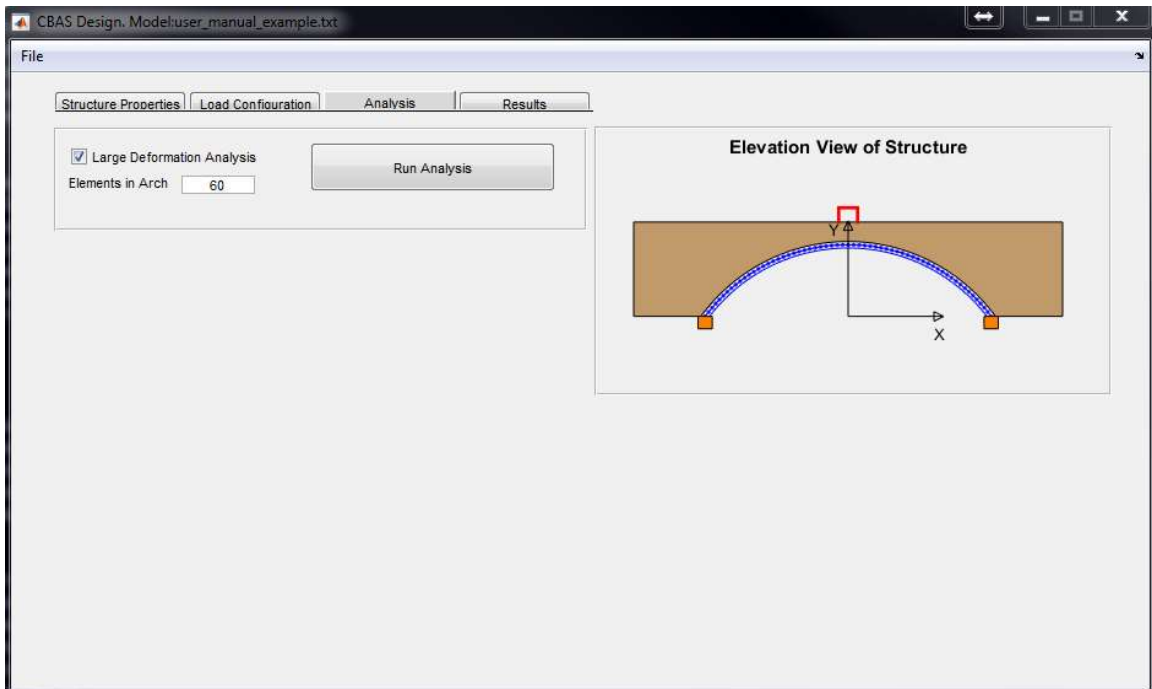 CBAS Design. Model:user_manual_example.txt
File
Structure Properties Load Configuration Analysis Results
Large Deformation Analysis
Run Analysis
Elements in Arch 60
Elevation View of Structure
Y
X